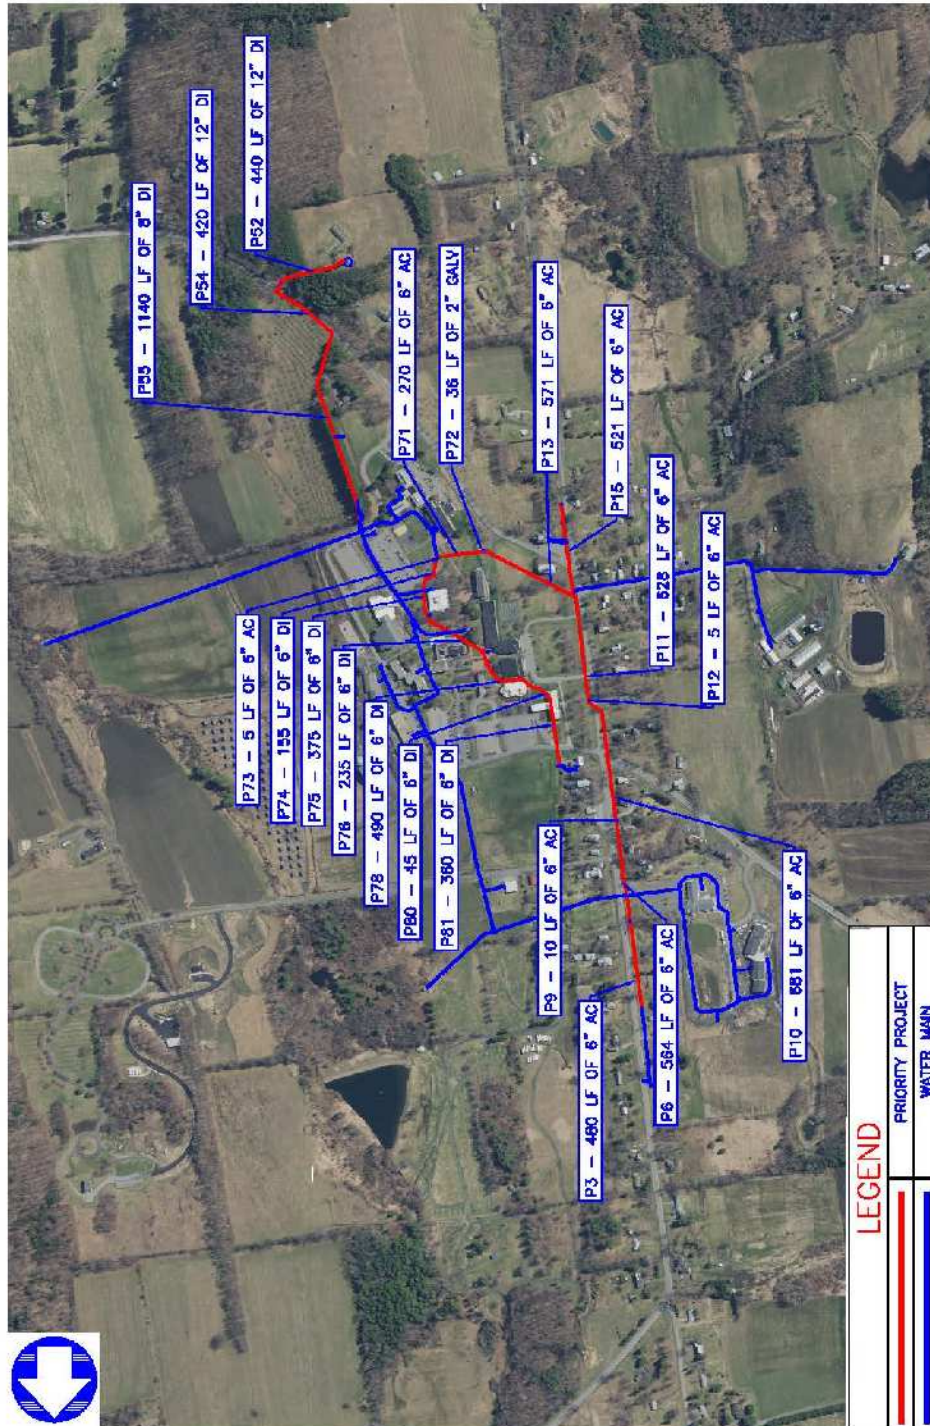 P55 - 1140 LF OF 8" DI
P54 - 420 LF OF 12" DI
P52 - 440 LF OF 12" DI
P71 - 270 LF OF 6" AC
P72 - 36 LF OF 2" GALV
P13 - 571 LF OF 6" AC
P15 - 521 LF OF 6" AC
P11 - 528 LF OF 6" AC
P12 - 5 LF OF 6" AC
P73 - 5 LF OF 6" AC
P74 - 155 LF OF 6" DI
P75 - 375 LF OF 6" DI
P76 - 235 LF OF 6" DI
P78 - 490 LF OF 6" DI
P80 - 45 LF OF 6" DI
P81 - 360 LF OF 6" DI
P9 - 10 LF OF 6" AC
P3 - 480 LF OF 6" AC
P6 - 564 LF OF 6" AC
P10 - 681 LF OF 6" AC
LEGEND
PRIORITY PROJECT
WATER MAIN